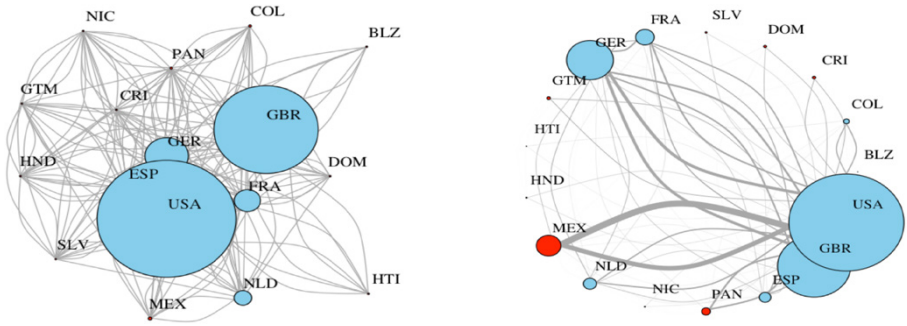 NIC
COL
BLZ
PAN
GTM
CRI
GBR
GER
HND
ESP
DOM
FRA
USA
SLV
NLD
HTI
MEX
SLV
FRA
DOM
GER
CRI
GTM
COL
HTI
BLZ
HND
USA
MEX
GBR
NLD
ESP
NIC
PAN